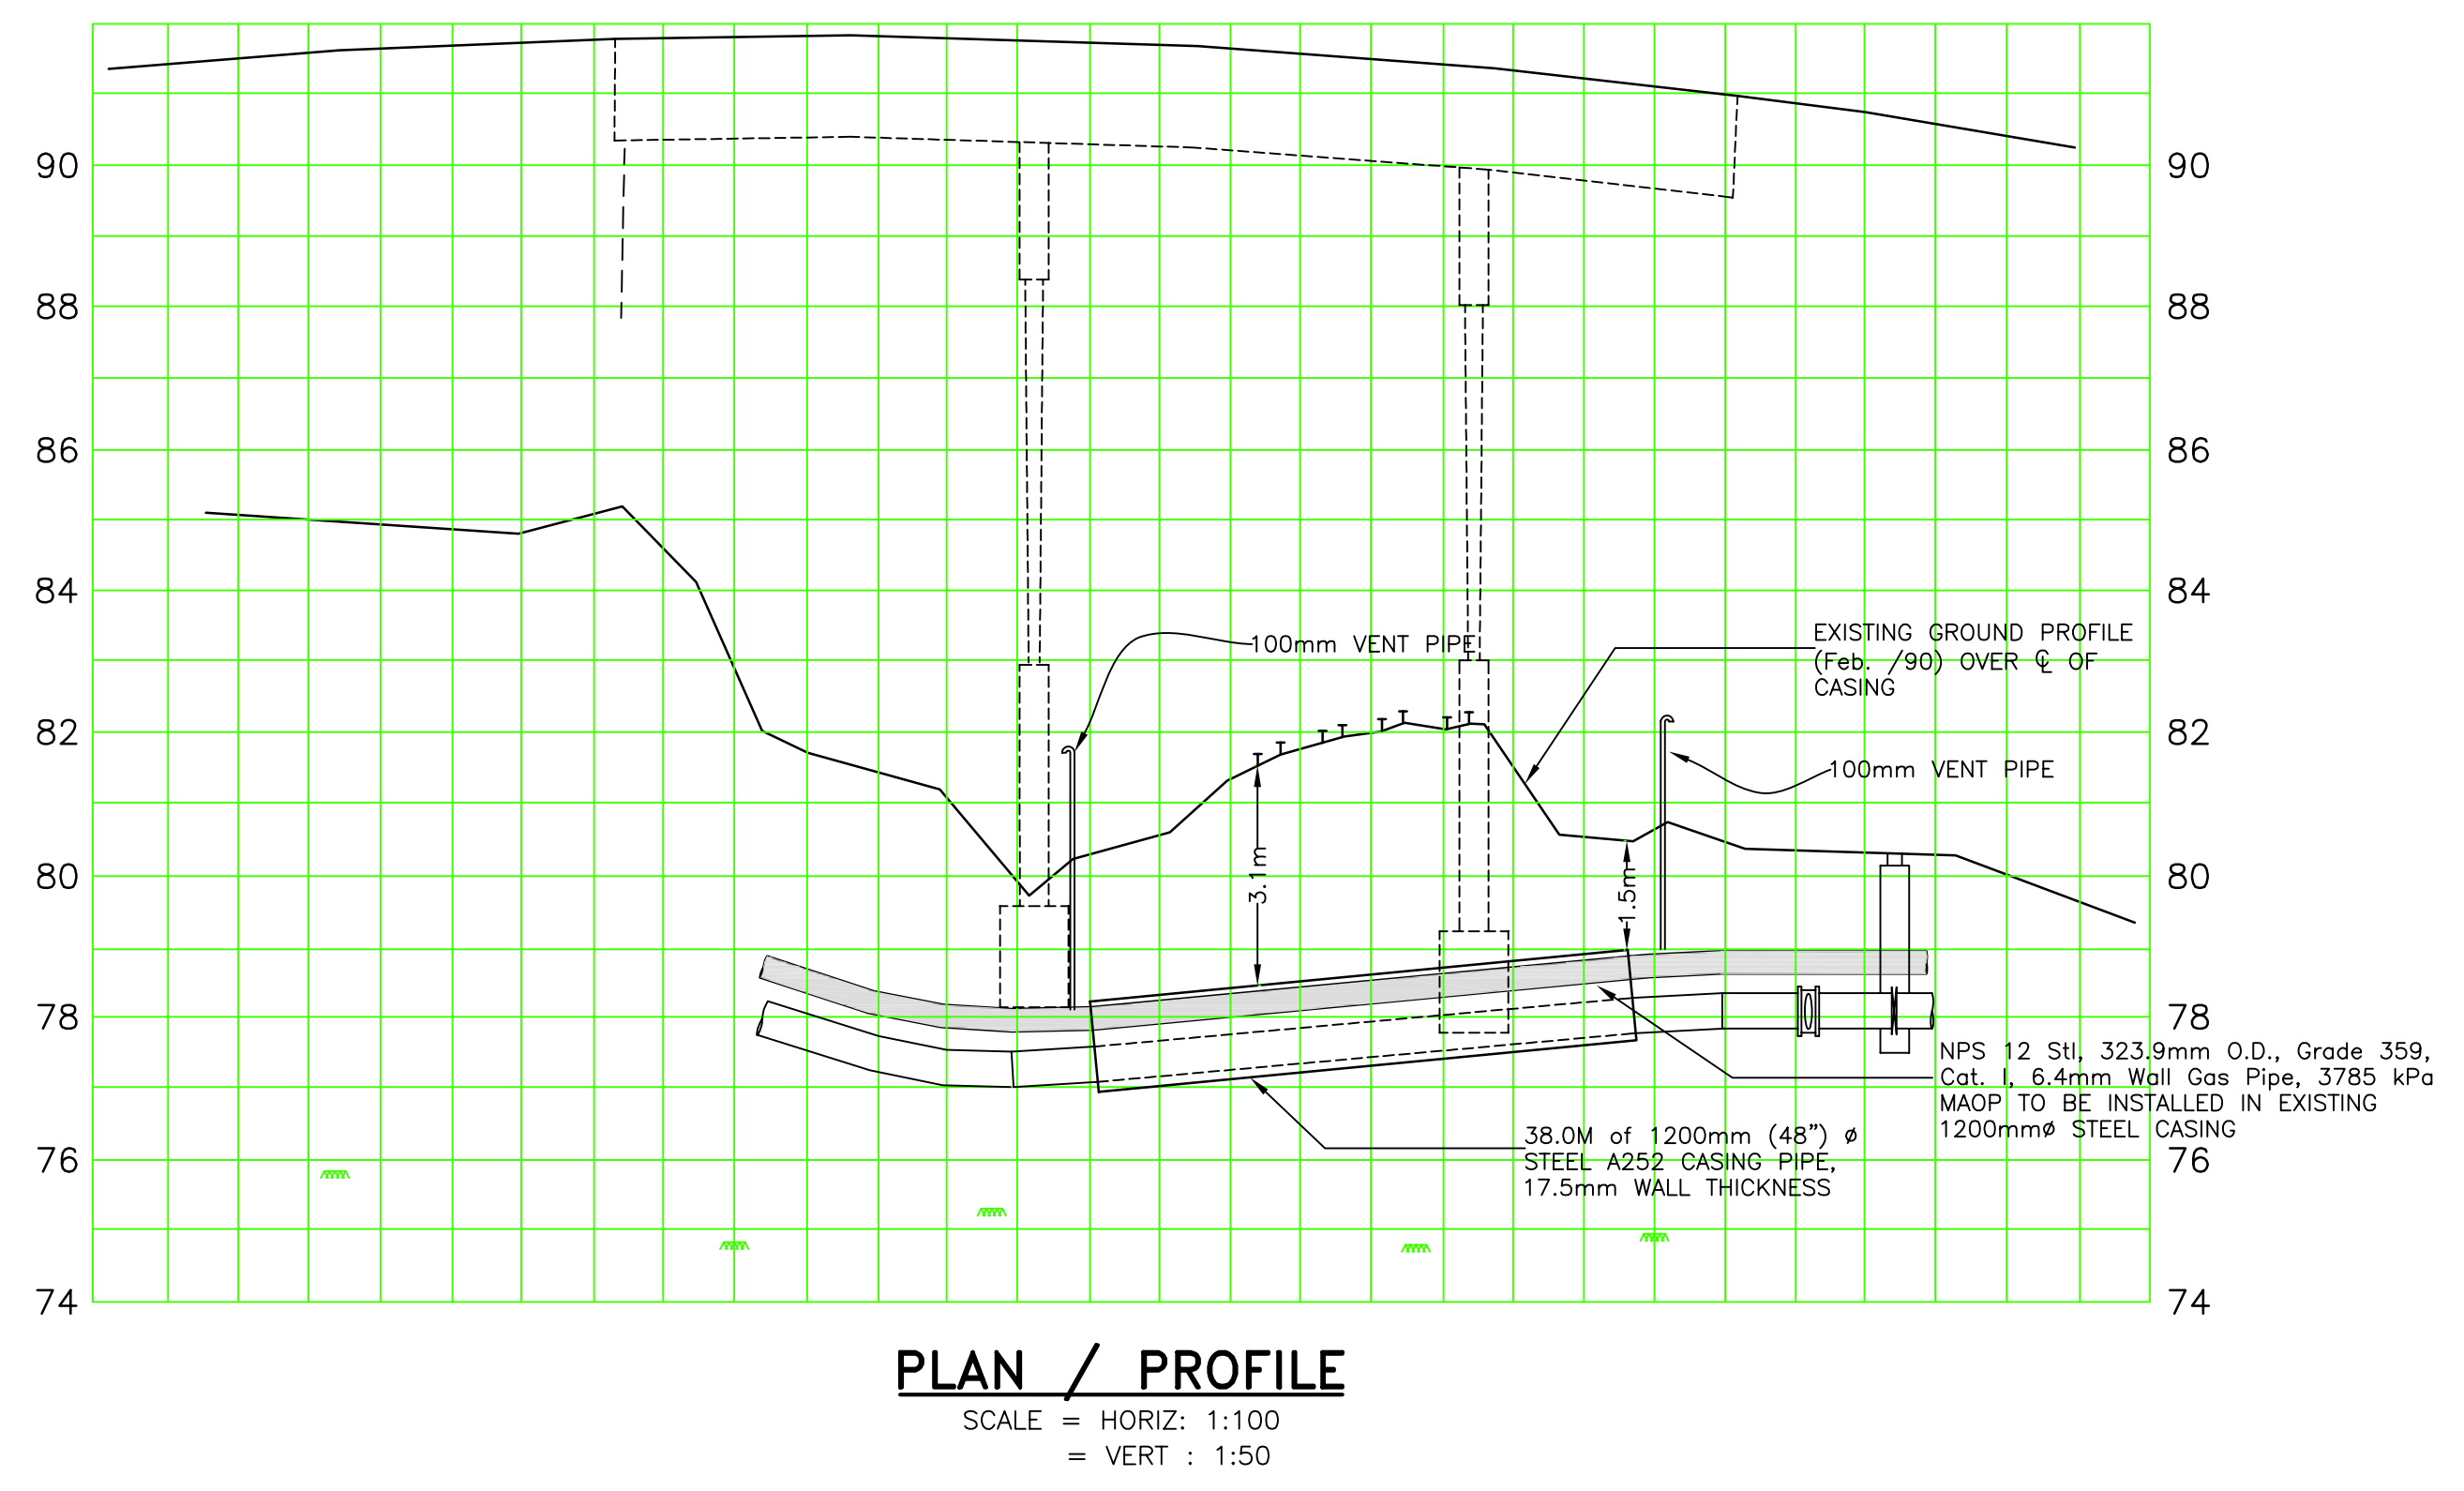 90 90
88 88
86 86
84 84
100mm VENT PIPE
EXISTING GROUND PROFILE
(Feb. /90) OVER ℄ OF
CASING
82 82
100mm VENT PIPE
3.1m
1.5m
80 80
78 78
NPS 12 Stl, 323.9mm O.D., Grade 359,
Cat. I, 6.4mm Wall Gas Pipe, 3785 kPa
MAOP TO BE INSTALLED IN EXISTING
1200mmø STEEL CASING
38.0M of 1200mm (48") ø
STEEL A252 CASING PIPE,
17.5mm WALL THICKNESS
76 76
74 74
PLAN / PROFILE
SCALE = HORIZ: 1:100
= VERT : 1:50